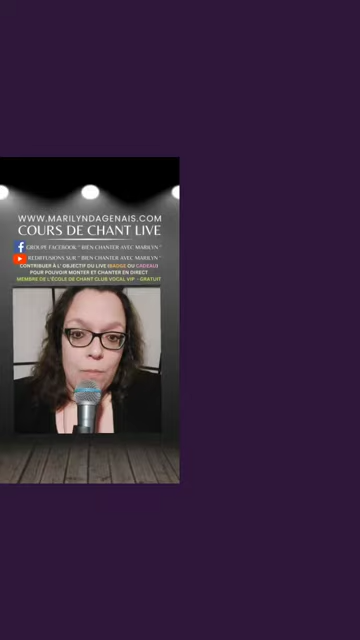 WWW.MARILYNDAGENAIS.COM
COURS DE CHANT LIVE
GROUPE FACEBOOK " BIEN CHANTER AVEC MARILYN "
REDIFFUSIONS SUR " BIEN CHANTER AVEC MARILYN "
CONTRIBUER À L' OBJECTIF DU LIVE (BADGE OU CADEAU)
POUR POUVOIR MONTER ET CHANTER EN DIRECT
MEMBRE DE L'ÉCOLE DE CHANT CLUB VOCAL VIP - GRATUIT